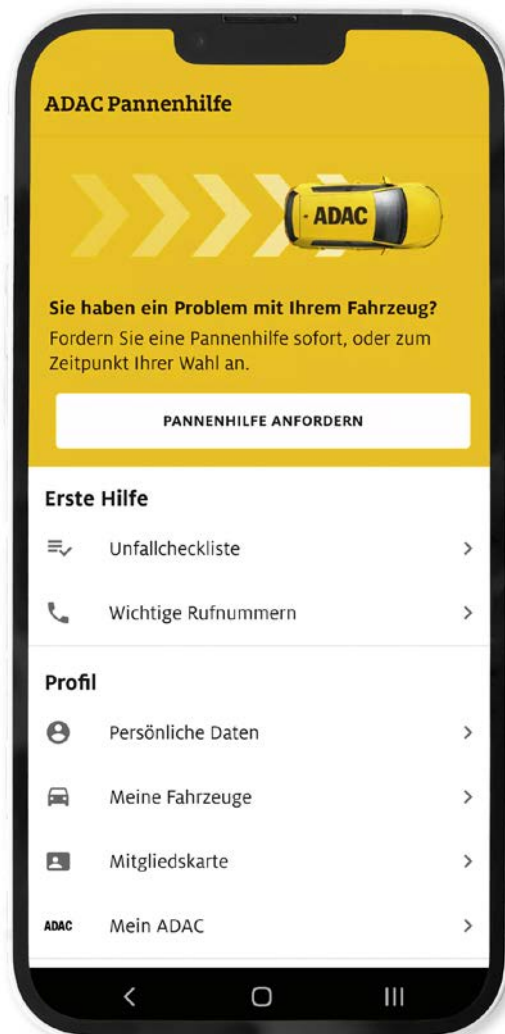 ADAC Pannenhilfe
ADAC
Sie haben ein Problem mit Ihrem Fahrzeug?
Fordern Sie eine Pannenhilfe sofort, oder zum
Zeitpunkt Ihrer Wahl an.
PANNENHILFE ANFORDERN
Erste Hilfe
Unfallcheckliste
Wichtige Rufnummern
Profil
Persönliche Daten
Meine Fahrzeuge
Mitgliedskarte
ADAC Mein ADAC